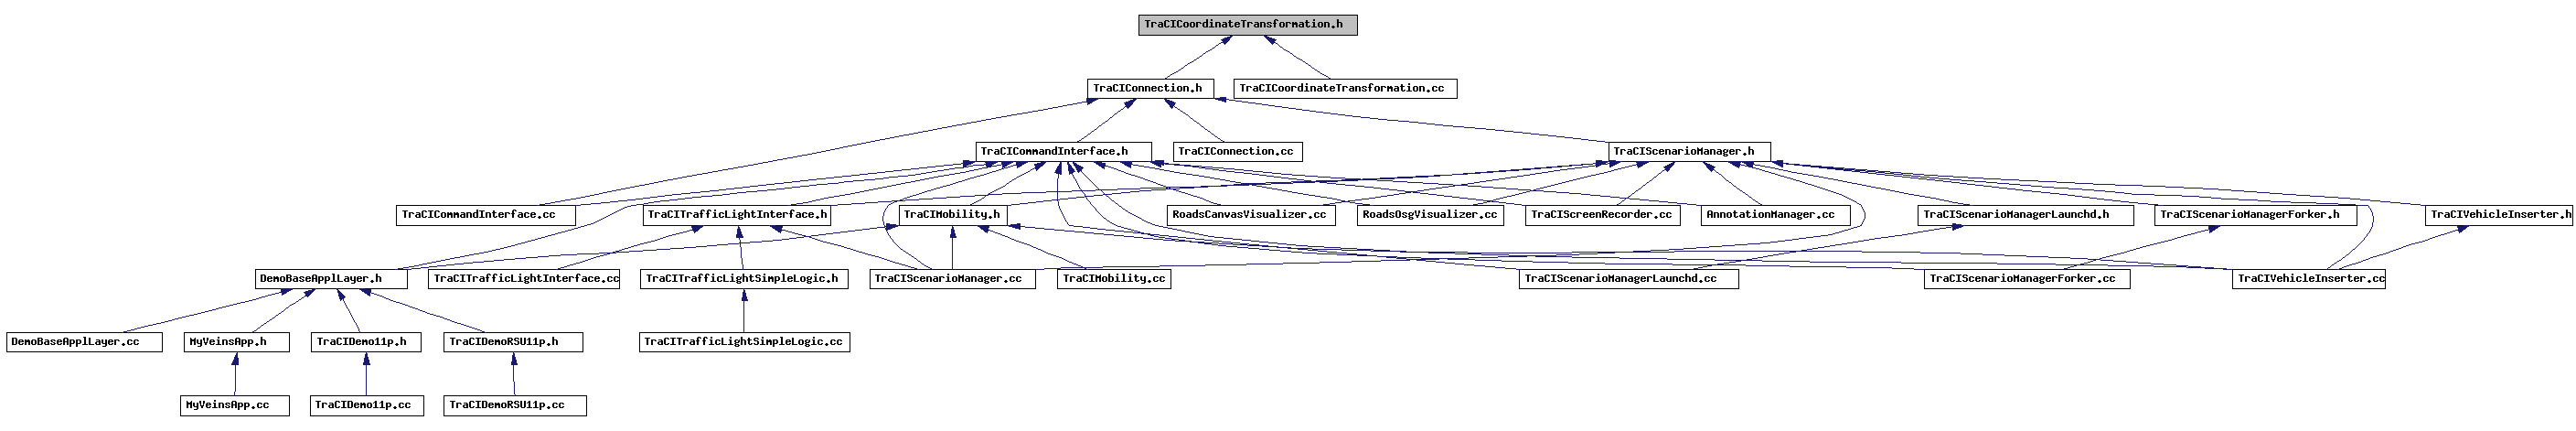 TraCICoordinateTransformation.h
TraCIConnection.h
TraCICoordinateTransformation.cc
TraCICommandInterface.h
TraCIConnection.cc
TraCIScenarioManager.h
TraCICommandInterface.cc
TraCITrafficLightInterface.h
TraCIMobility.h
RoadsCanvasVisualizer.cc
RoadsOsgVisualizer.cc
TraCIScreenRecorder.cc
AnnotationManager.cc
TraCIScenarioManagerLaunchd.h
TraCIScenarioManagerForker.h
TraCIVehicleInserter.h
DemoBaseApplLayer.h
TraCITrafficLightInterface.cc
TraCITrafficLightSimpleLogic.h
TraCIScenarioManager.cc
TraCIMobility.cc
TraCIScenarioManagerLaunchd.cc
TraCIScenarioManagerForker.cc
TraCIVehicleInserter.cc
DemoBaseApplLayer.cc
MyVeinsApp.h
TraCIDemo11p.h
TraCIDemoRSU11p.h
TraCITrafficLightSimpleLogic.cc
MyVeinsApp.cc
TraCIDemo11p.cc
TraCIDemoRSU11p.cc